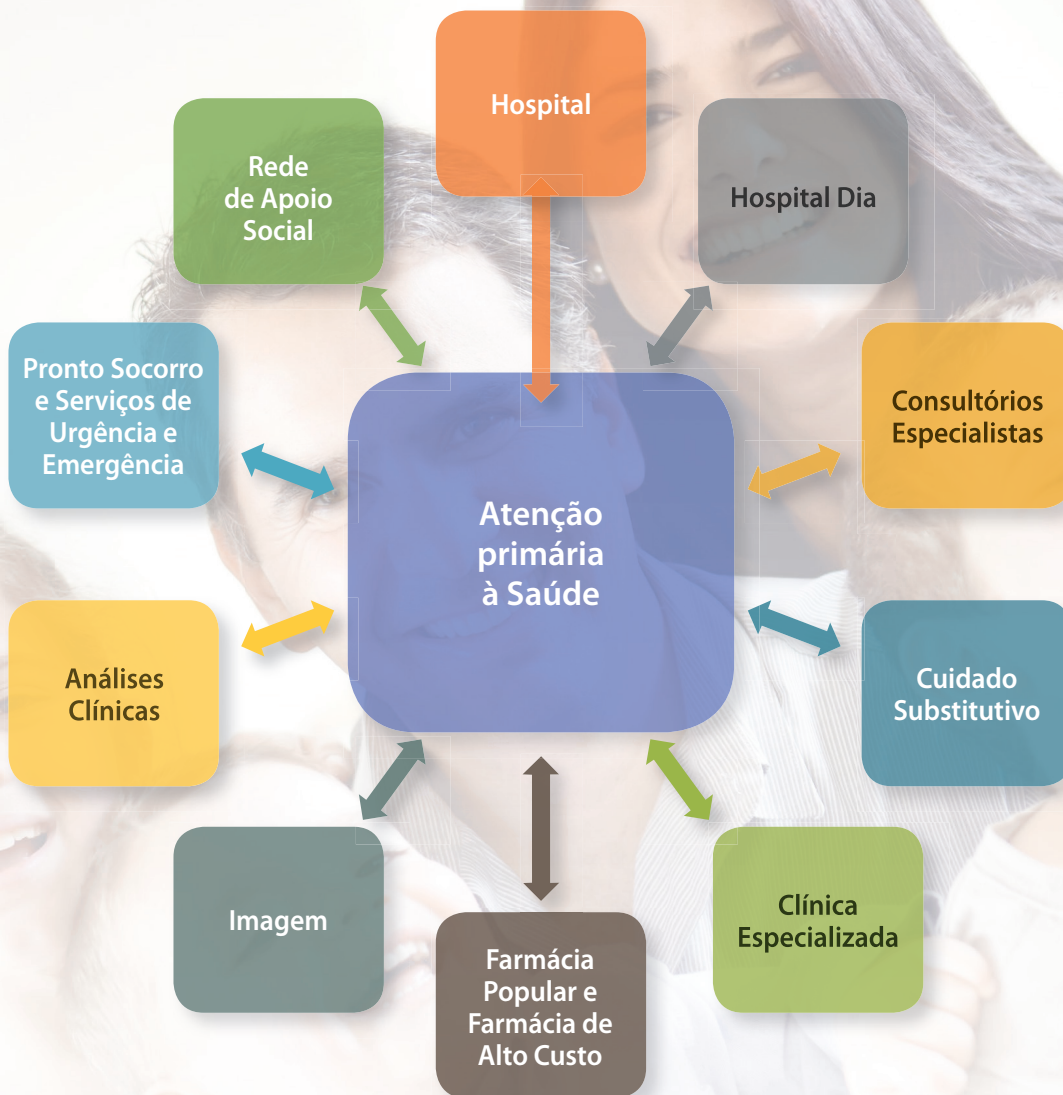 Hospital
Rede
de Apoio
Social
Hospital Dia
Pronto Socorro
e Serviços de
Urgência e
Emergência
Consultórios
Especialistas
Atenção
primária
à Saúde
Análises
Clínicas
Cuidado
Substitutivo
Imagem
Clínica
Especializada
Farmácia
Popular e
Farmácia de
Alto Custo